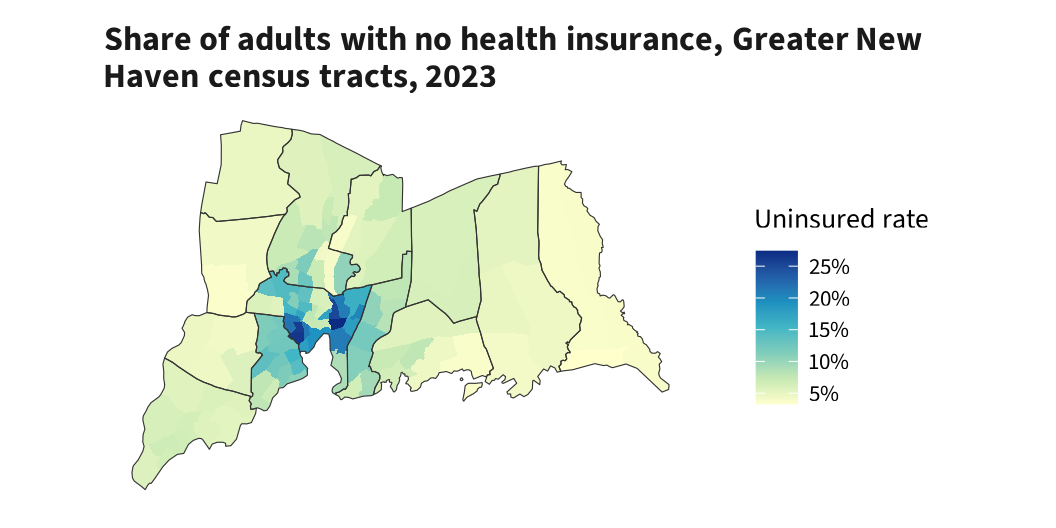 Share of adults with no health insurance, Greater New
Haven census tracts, 2023
Uninsured rate
25%
20%
15%
10%
5%